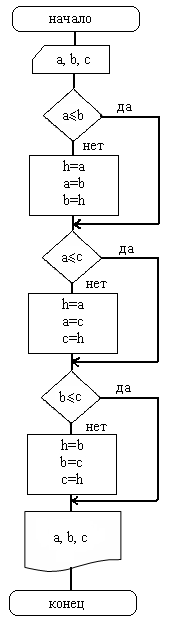 начало
a, b, c
a≤b
да
нет
h=a
a=b
b=h
a≤c
да
нет
h=a
a=c
c=h
b≤c
да
нет
h=b
b=c
c=h
a, b, c
конец